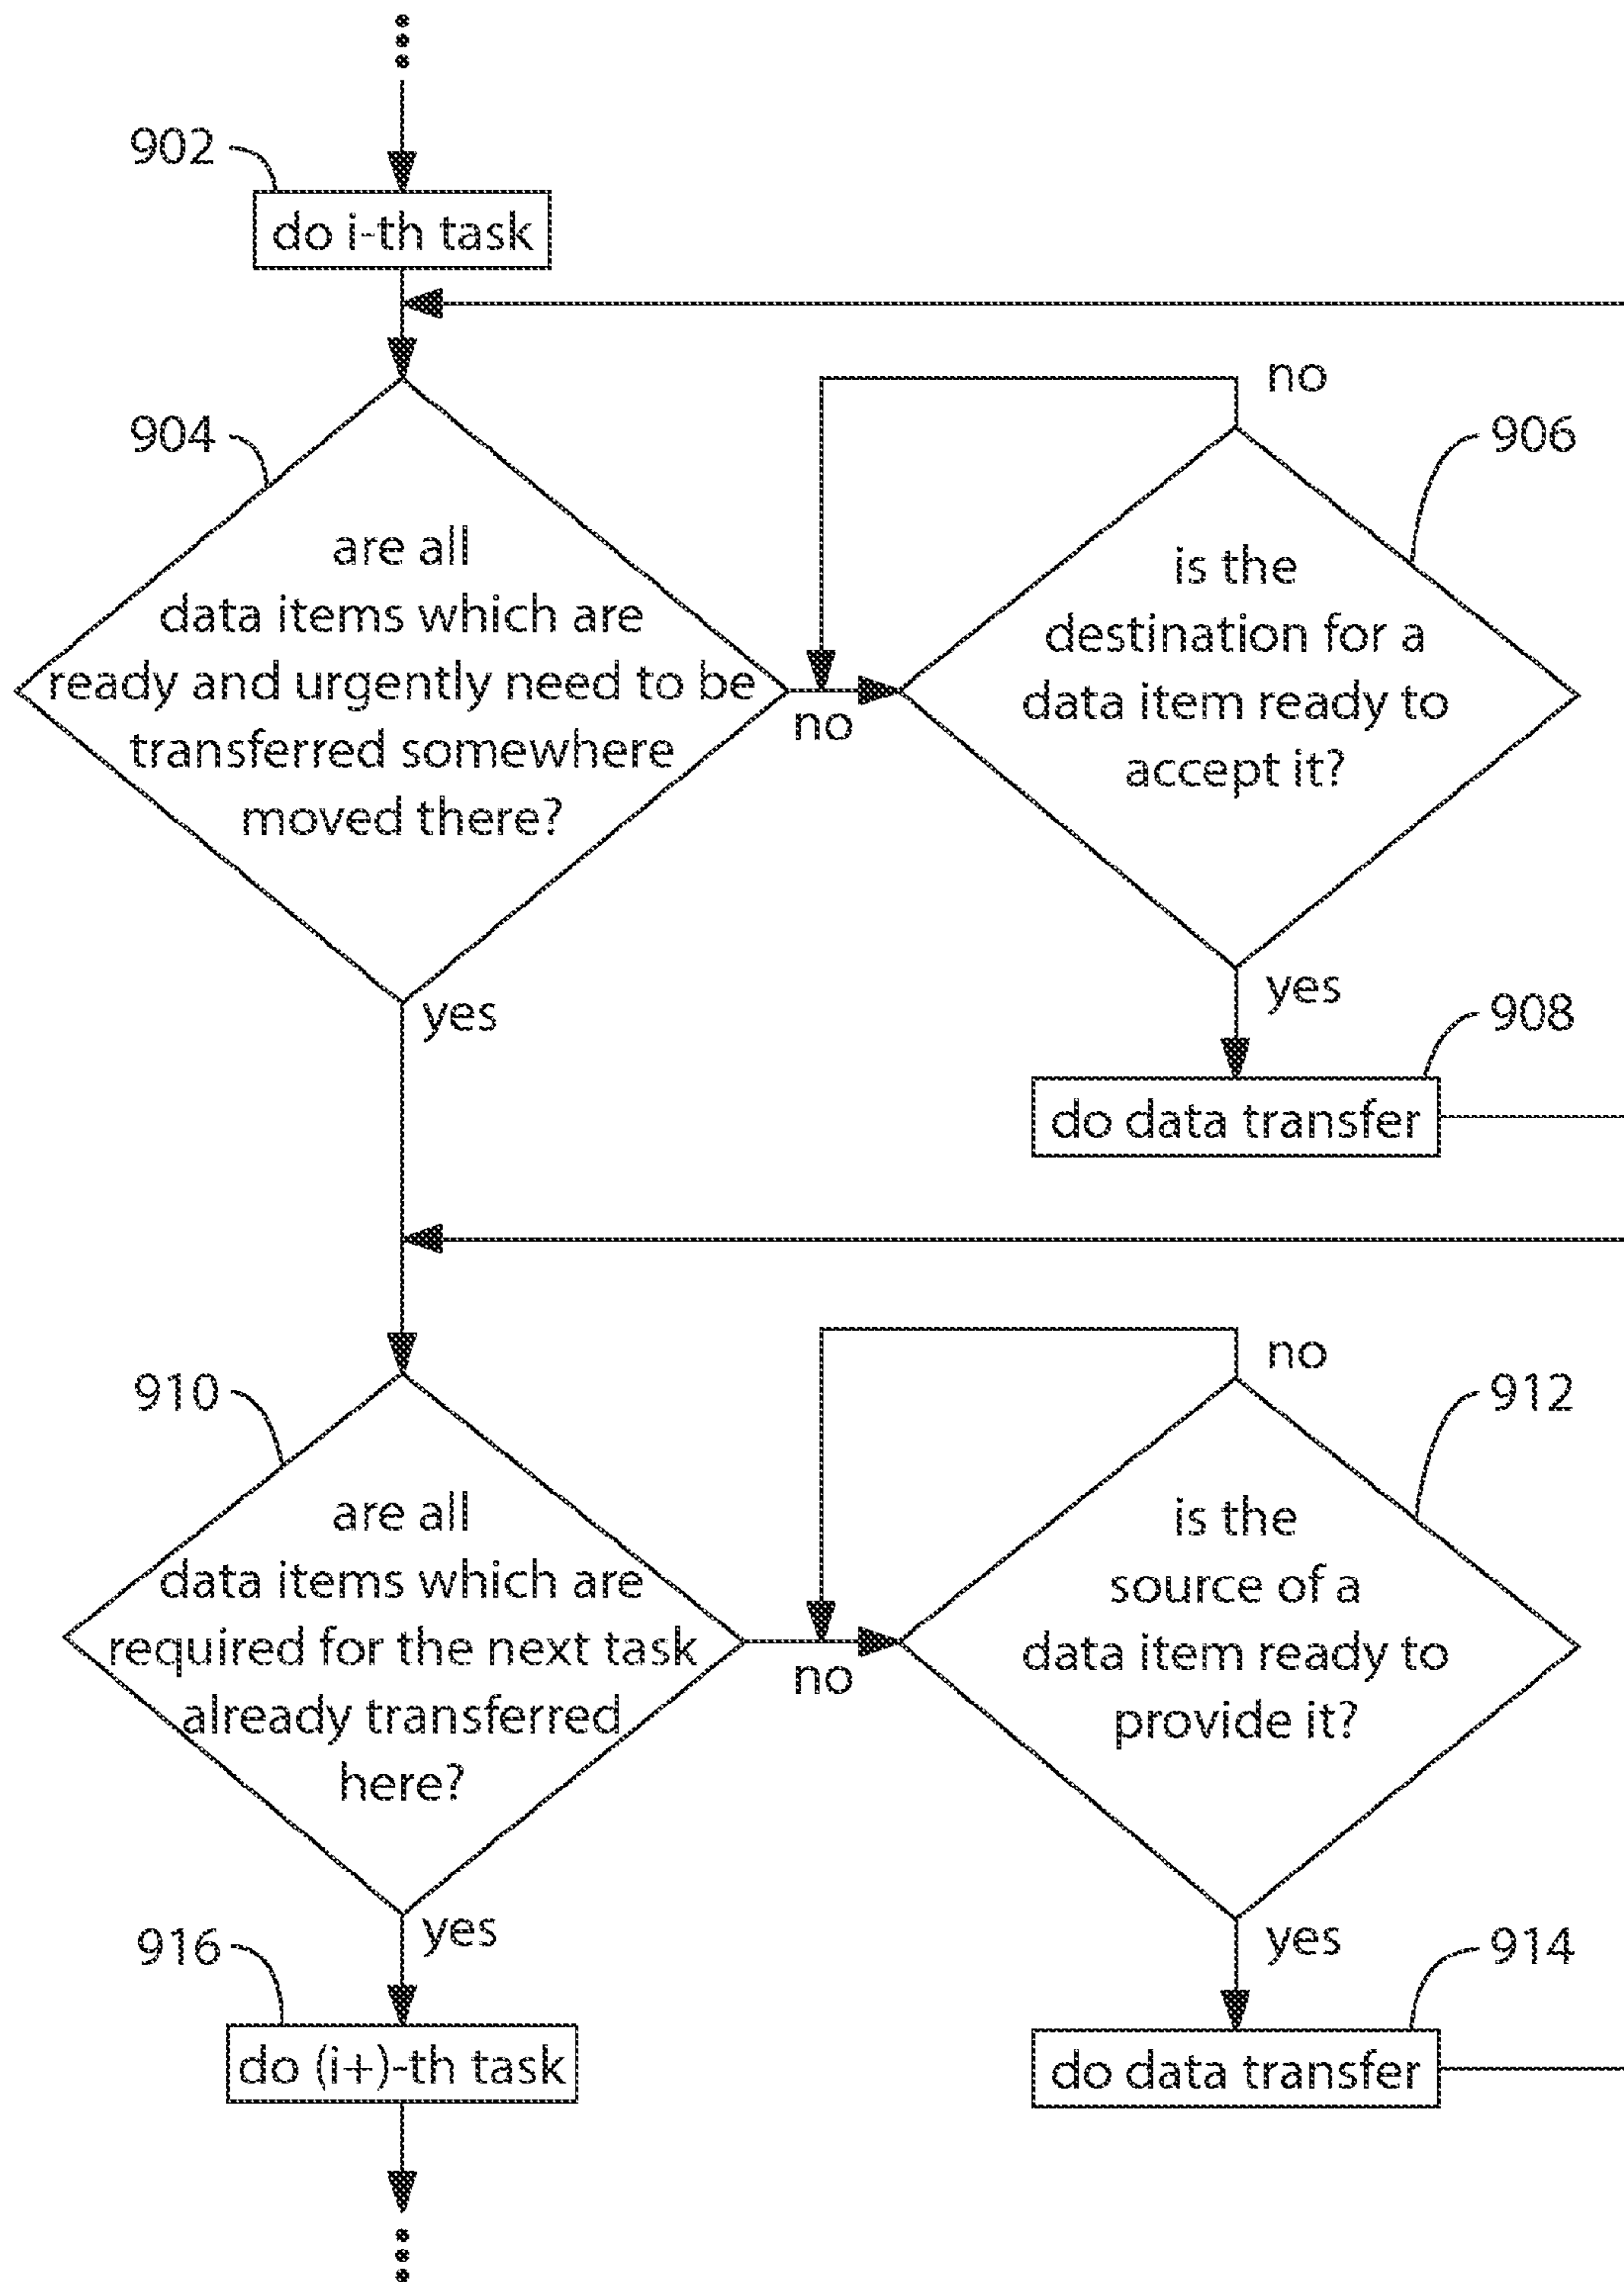 902
do i-th task
904
are all
data items which are
ready and urgently need to be
transferred somewhere
moved there?
no
yes
no
906
is the
destination for a
data item ready to
accept it?
yes
908
do data transfer
910
are all
data items which are
required for the next task
already transferred
here?
no
yes
no
912
is the
source of a
data item ready to
provide it?
yes
914
do data transfer
916
do (i+)-th task